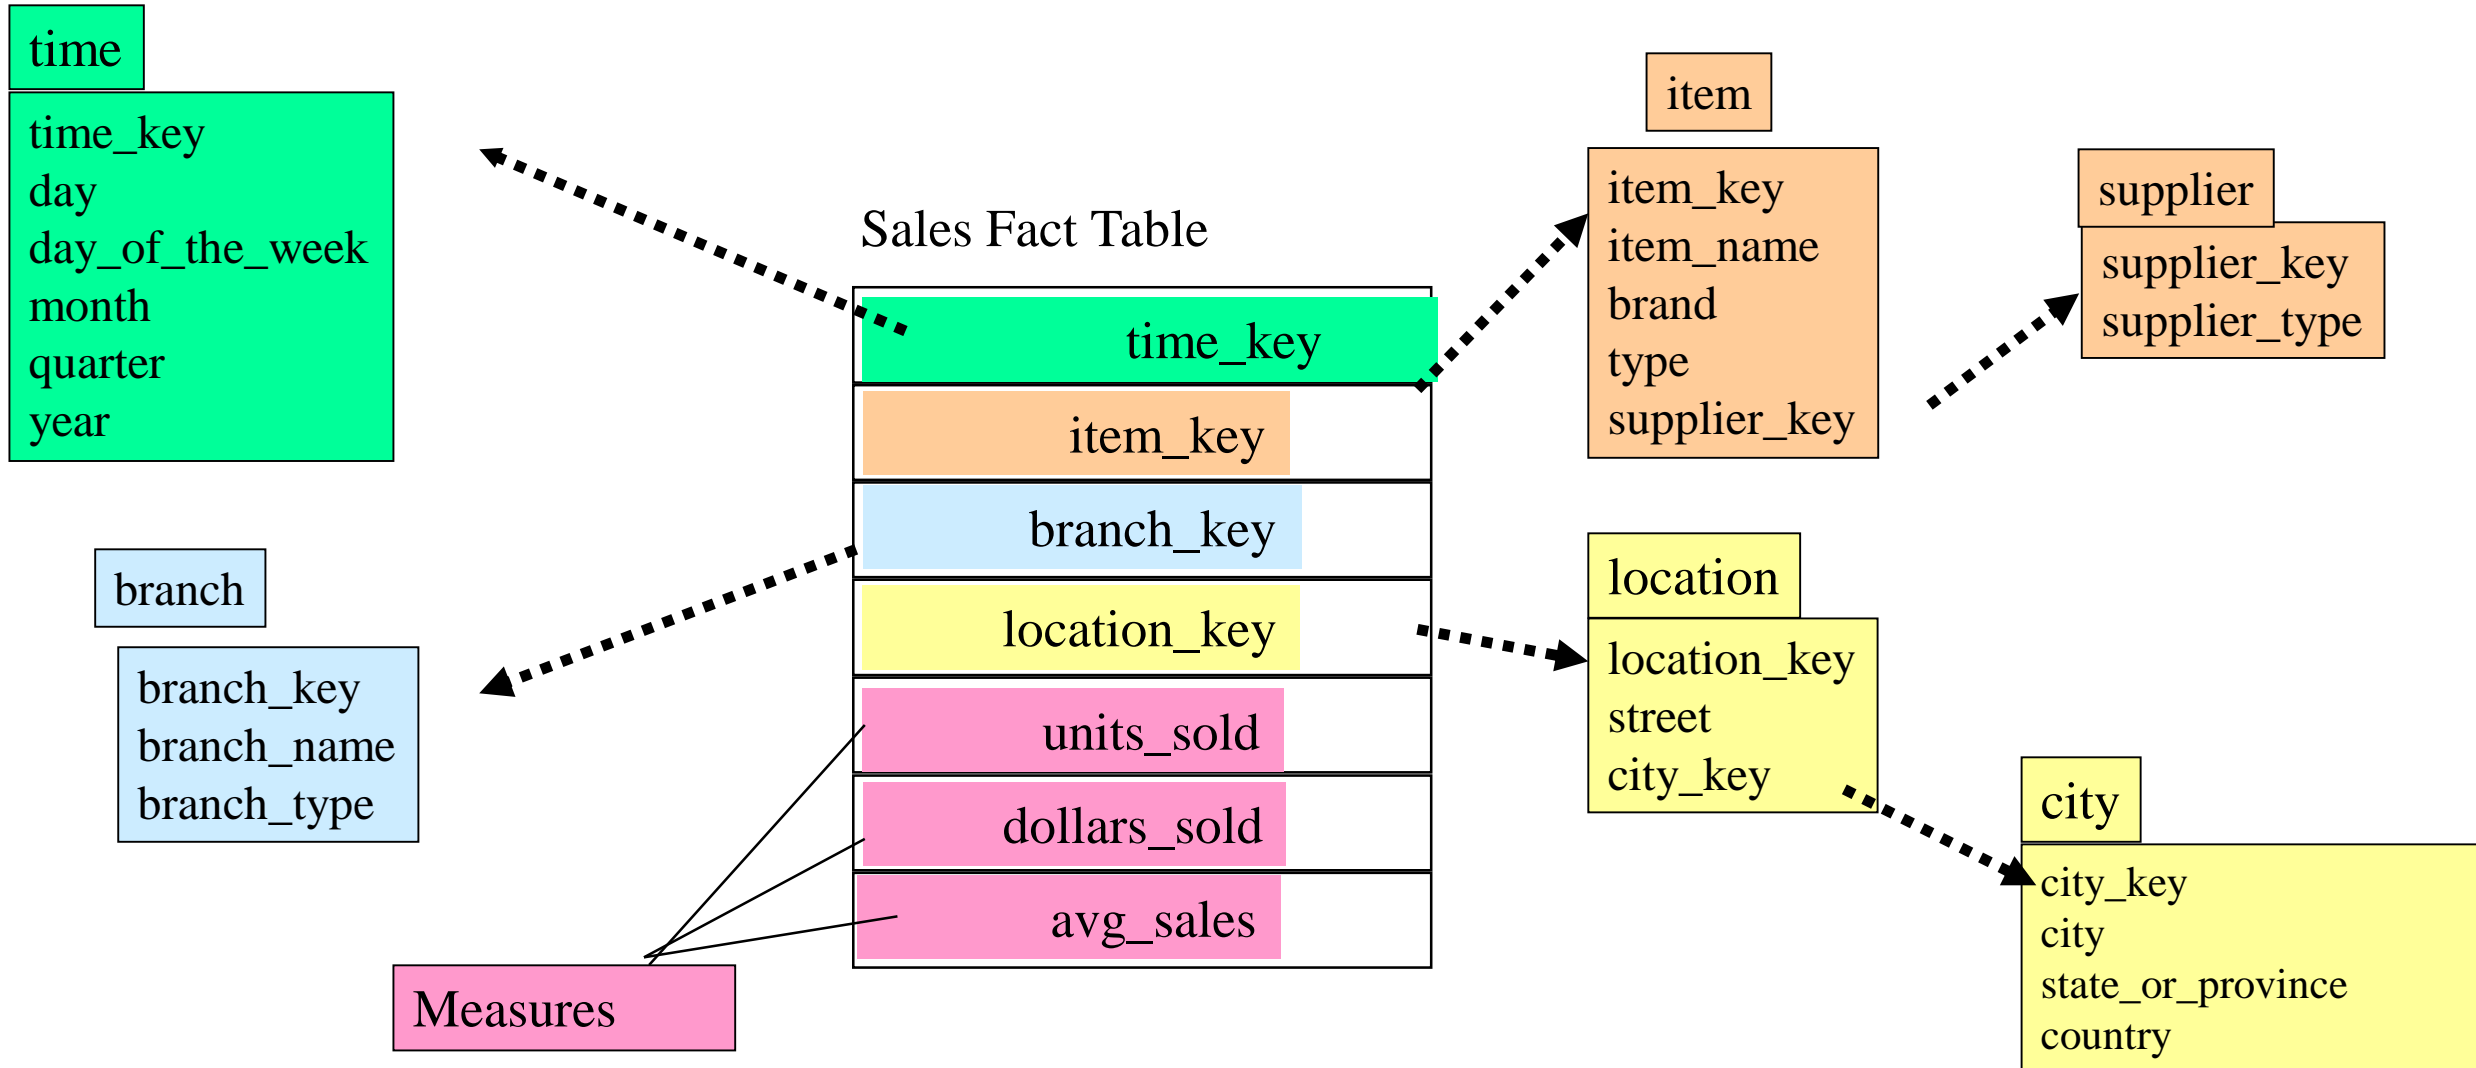 time
time_key
day
day_of_the_week
month
quarter
year
branch
branch_key
branch_name
branch_type
Sales Fact Table
time_key
item_key
branch_key
location_key
units_sold
dollars_sold
avg_sales
Measures
item
item_key
item_name
brand
type
supplier_key
supplier
supplier_key
supplier_type
location
location_key
street
city_key
city
city_key
city
state_or_province
country